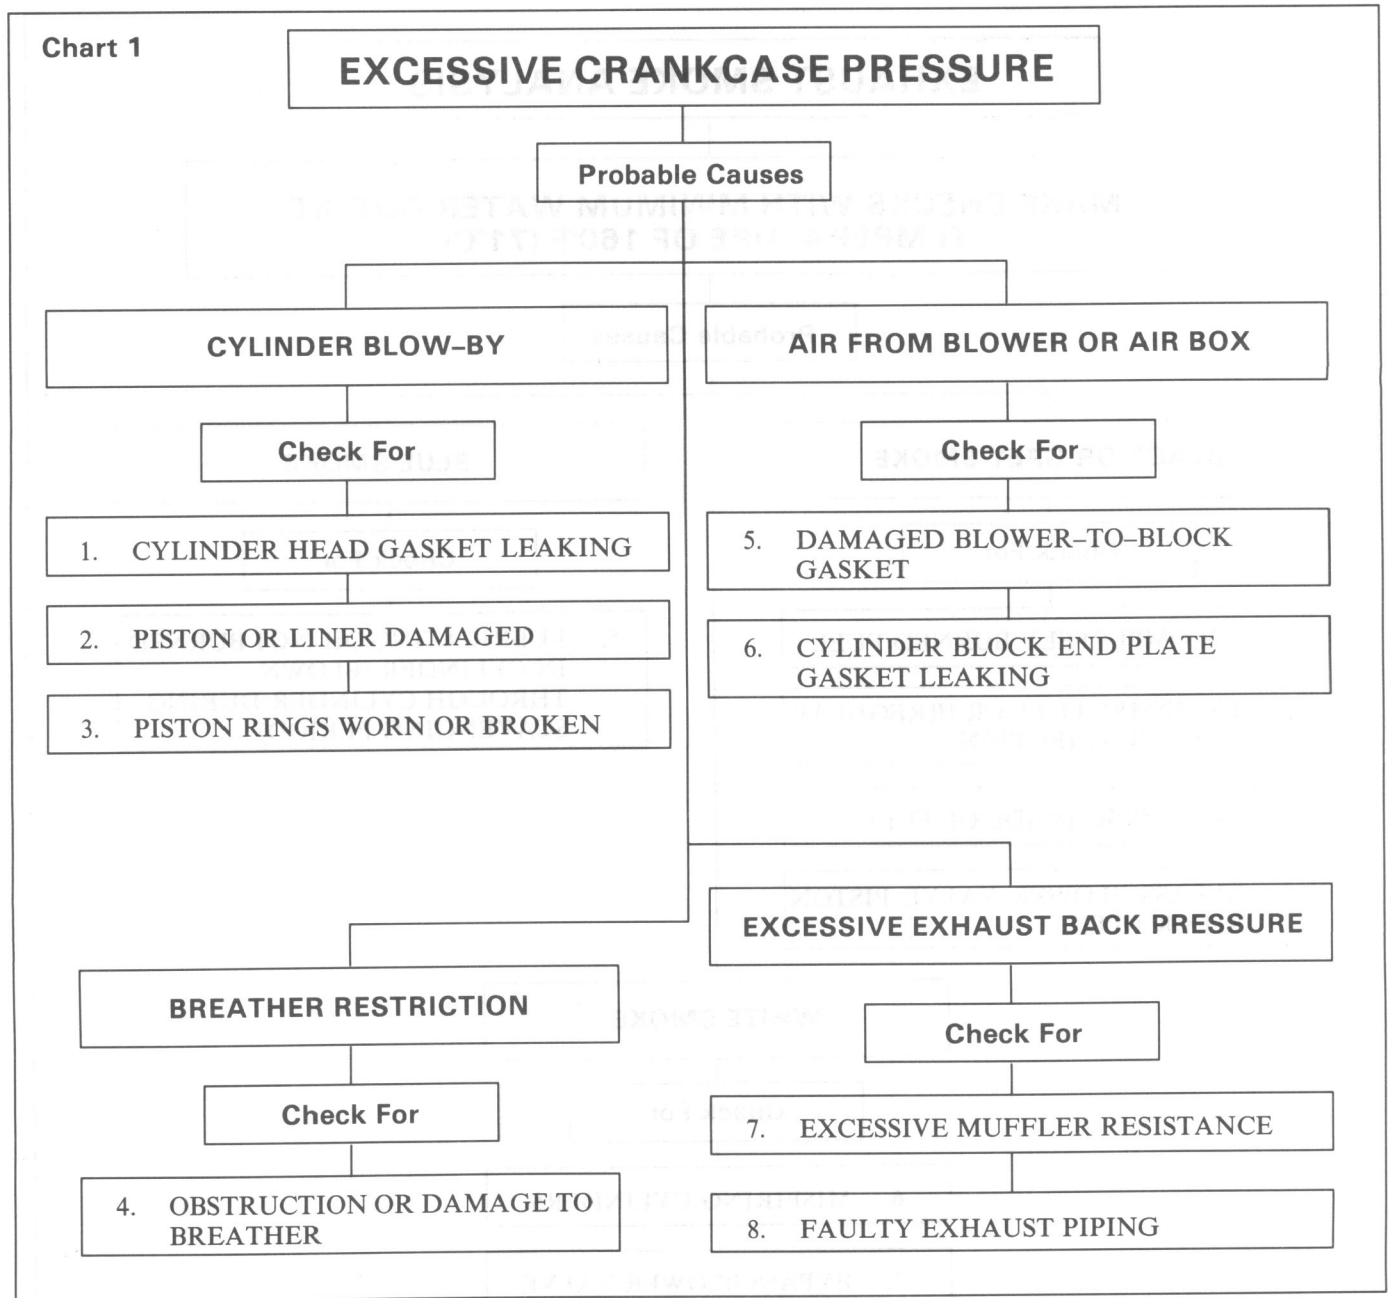 Chart 1
EXCESSIVE CRANKCASE PRESSURE
Probable Causes
CYLINDER BLOW–BY
Check For
1. CYLINDER HEAD GASKET LEAKING
2. PISTON OR LINER DAMAGED
3. PISTON RINGS WORN OR BROKEN
AIR FROM BLOWER OR AIR BOX
Check For
5. DAMAGED BLOWER–TO–BLOCK
GASKET
6. CYLINDER BLOCK END PLATE
GASKET LEAKING
BREATHER RESTRICTION
Check For
4. OBSTRUCTION OR DAMAGE TO
BREATHER
EXCESSIVE EXHAUST BACK PRESSURE
Check For
7. EXCESSIVE MUFFLER RESISTANCE
8. FAULTY EXHAUST PIPING